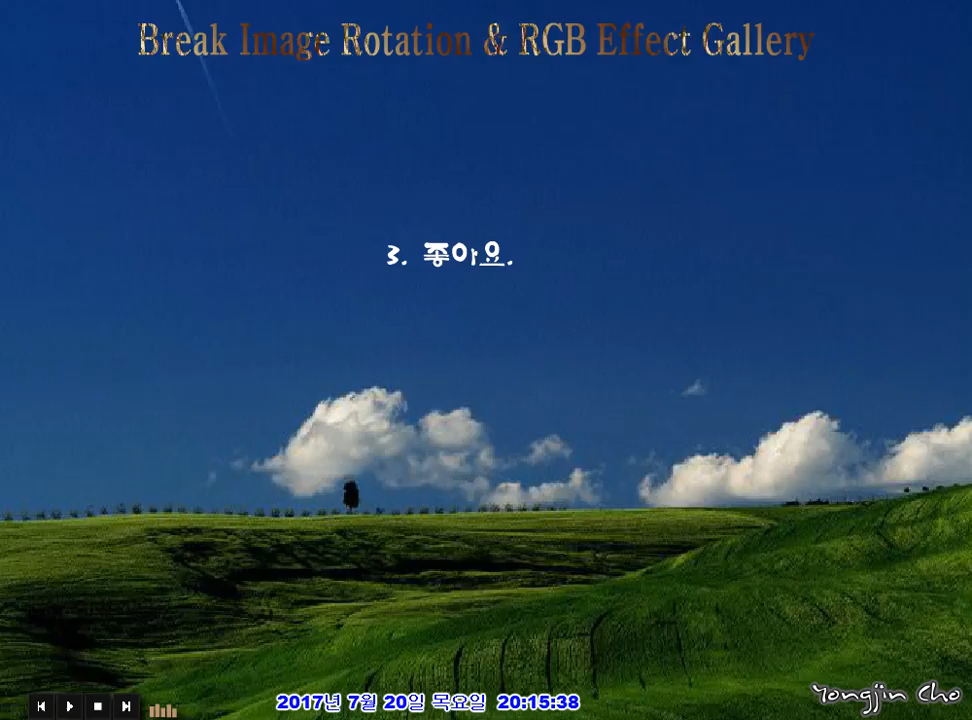 Break Image Rotation & RGB Effect Gallery
3. 좋아요.
2017년 7월 20일 목요일 20:15:38
Yongjin Cho